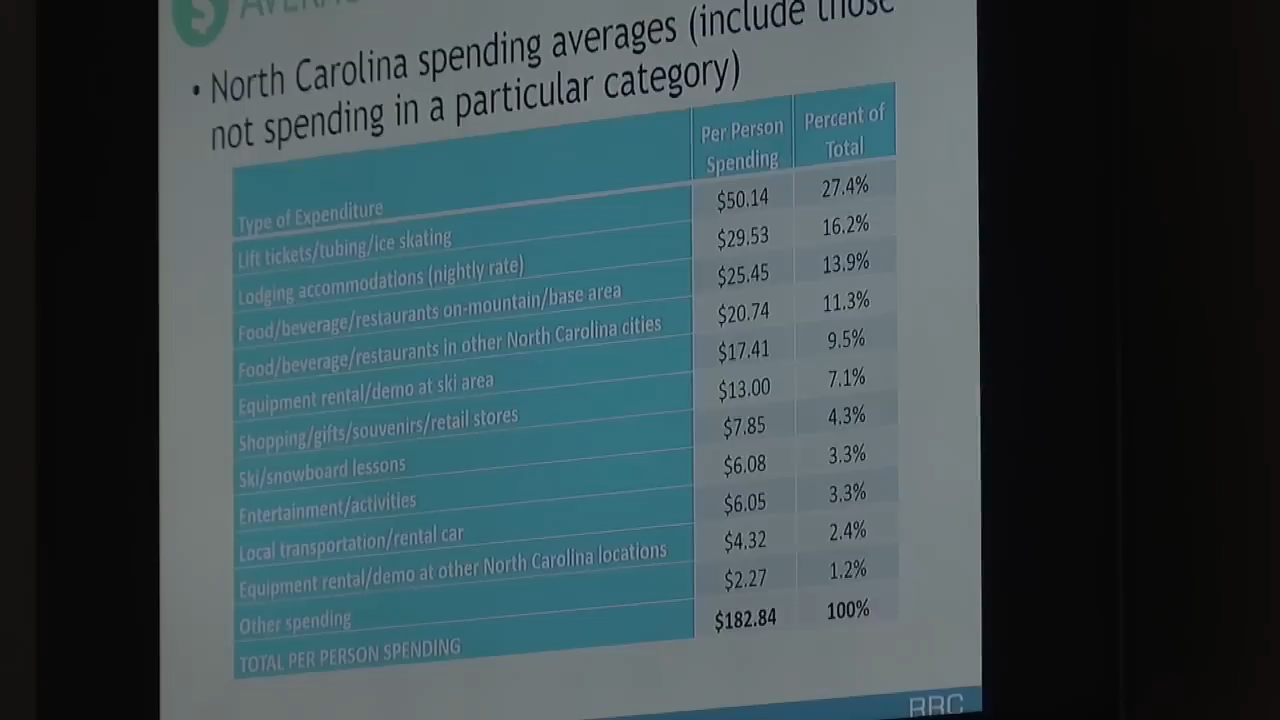 • North Carolina spending averages (include those
not spending in a particular category)
Type of Expenditure Per Person Spending Percent of Total
Lift tickets/tubing/ice skating $50.14 27.4%
Lodging accommodations (nightly rate) $29.53 16.2%
Food/beverage/restaurants on-mountain/base area $25.45 13.9%
Food/beverage/restaurants in other North Carolina cities $20.74 11.3%
Equipment rental/demo at ski area $17.41 9.5%
Shopping/gifts/souvenirs/retail stores $13.00 7.1%
Ski/snowboard lessons $7.85 4.3%
Entertainment/activities $6.08 3.3%
Local transportation/rental car $6.05 3.3%
Equipment rental/demo at other North Carolina locations $4.32 2.4%
Other spending $2.27 1.2%
TOTAL PER PERSON SPENDING $182.84 100%
RRC